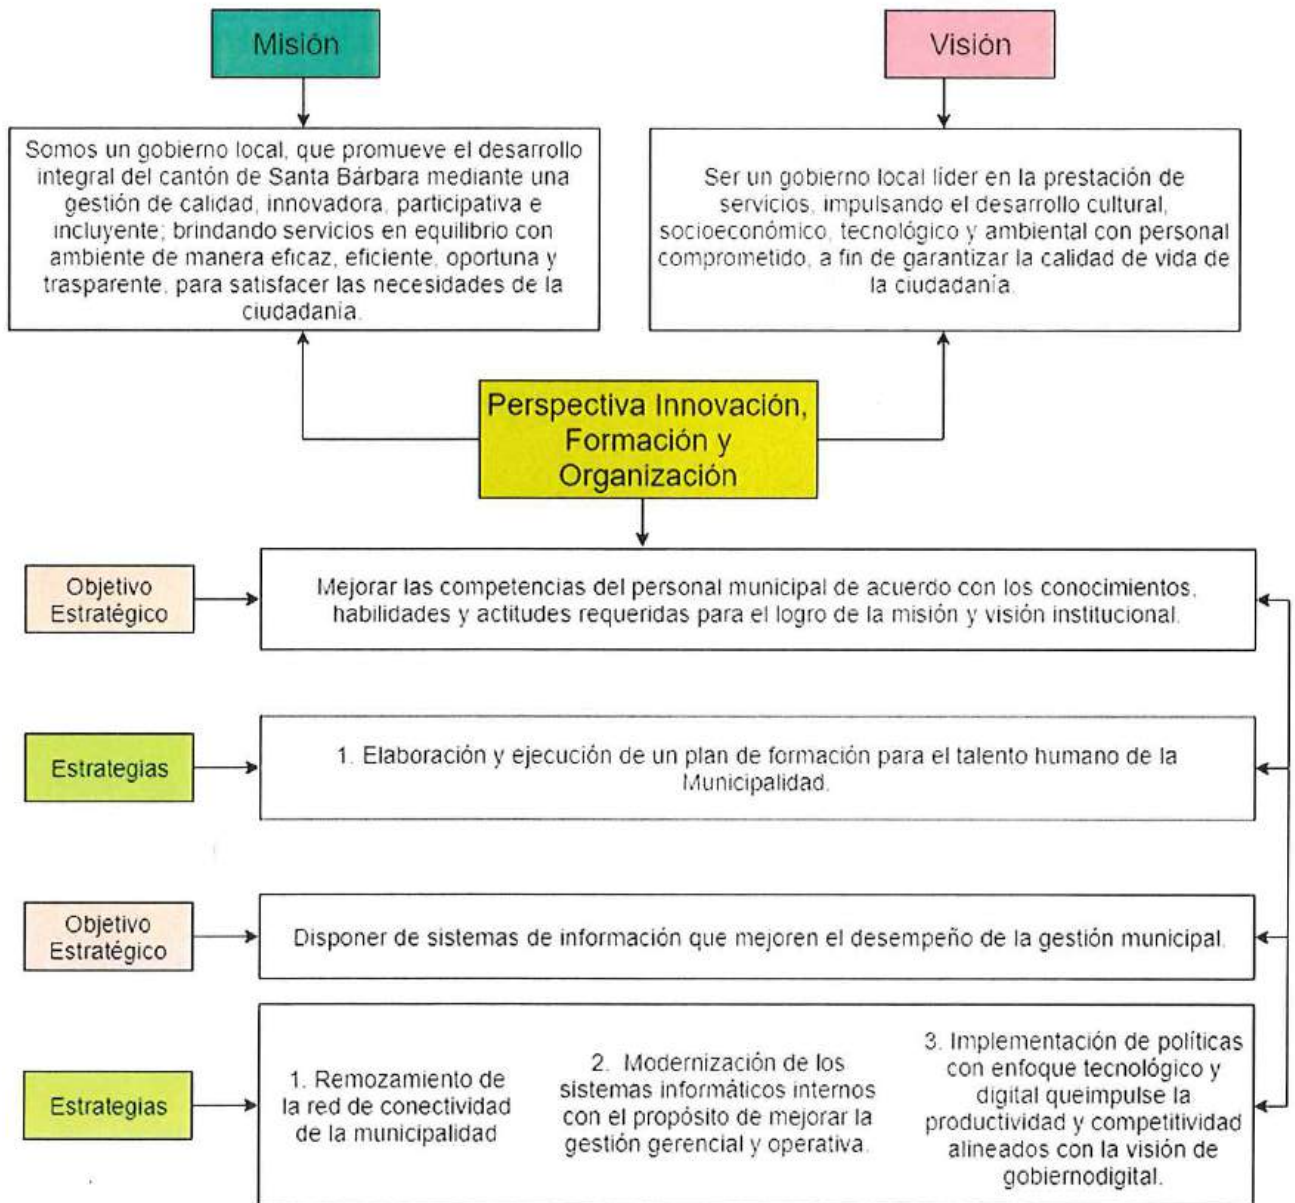 Misión
Visión
Somos un gobierno local, que promueve el desarrollo
integral del cantón de Santa Bárbara mediante una
gestión de calidad, innovadora, participativa e
incluyente; brindando servicios en equilibrio con
ambiente de manera eficaz, eficiente, oportuna y
trasparente, para satisfacer las necesidades de la
ciudadanía.
Ser un gobierno local líder en la prestación de
servicios, impulsando el desarrollo cultural,
socioeconómico, tecnológico y ambiental con personal
comprometido, a fin de garantizar la calidad de vida de
la ciudadanía.
Perspectiva Innovación,
Formación y
Organización
Objetivo
Estratégico
Mejorar las competencias del personal municipal de acuerdo con los conocimientos,
habilidades y actitudes requeridas para el logro de la misión y visión institucional.
Estrategias
1. Elaboración y ejecución de un plan de formación para el talento humano de la
Municipalidad.
Objetivo
Estratégico
Disponer de sistemas de información que mejoren el desempeño de la gestión municipal.
Estrategias
1. Remozamiento de
la red de conectividad
de la municipalidad
2. Modernización de los
sistemas informáticos internos
con el propósito de mejorar la
gestión gerencial y operativa.
3. Implementación de políticas
con enfoque tecnológico y
digital queimpulse la
productividad y competitividad
alineados con la visión de
gobiernodigital.